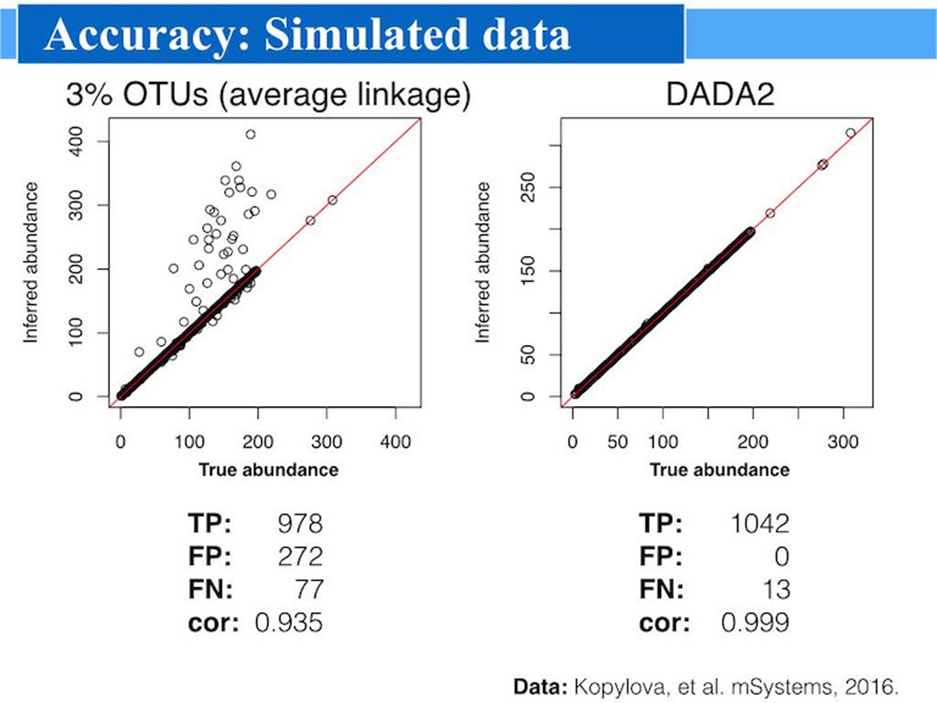 Accuracy: Simulated data
3% OTUs (average linkage)
Inferred abundance
400
300
200
100
0
0 100 200 300 400
True abundance
TP: 978
FP: 272
FN: 77
cor: 0.935
DADA2
Inferred abundance
250
150
50
0
0 50 100 200 300
True abundance
TP: 1042
FP: 0
FN: 13
cor: 0.999
Data: Kopylova, et al. mSystems, 2016.